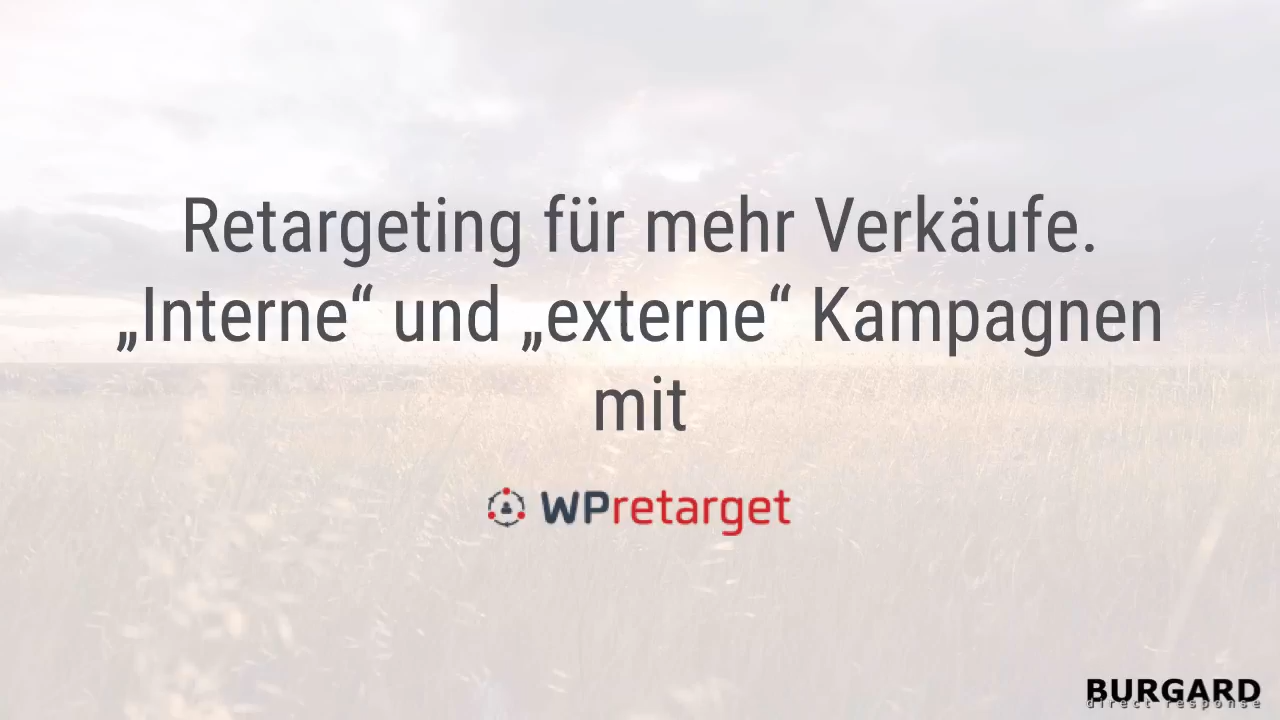 Retargeting für mehr Verkäufe.
„Interne“ und „externe“ Kampagnen
mit
WPretarget
BURGARD
direct response